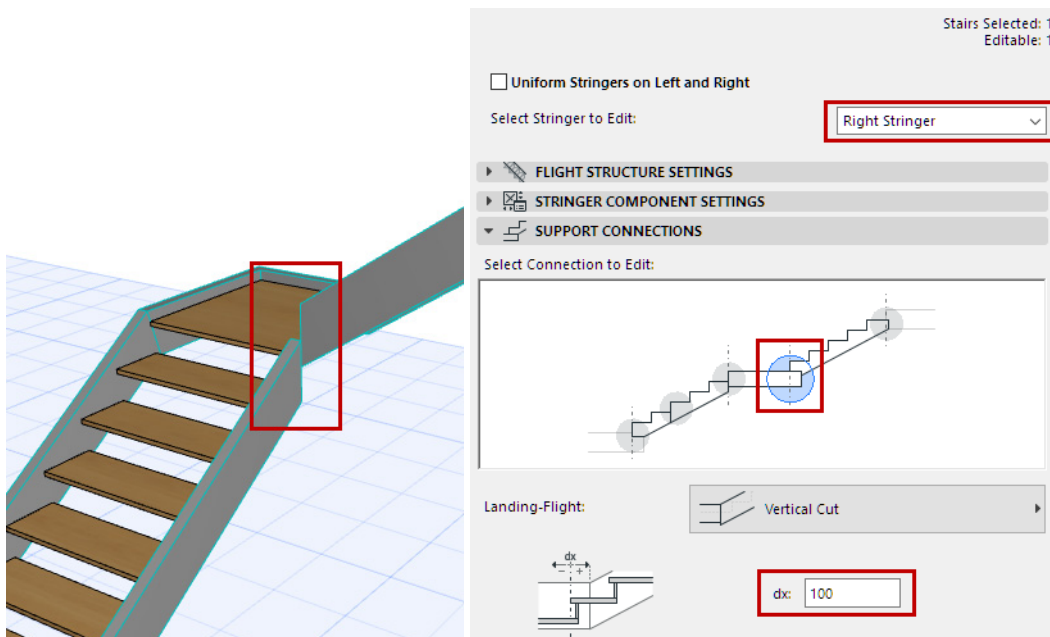 Stairs Selected: 1
Editable: 1
Uniform Stringers on Left and Right
Select Stringer to Edit:
Right Stringer
FLIGHT STRUCTURE SETTINGS
STRINGER COMPONENT SETTINGS
SUPPORT CONNECTIONS
Select Connection to Edit:
Landing-Flight:
Vertical Cut
dx
- +
dx: 100